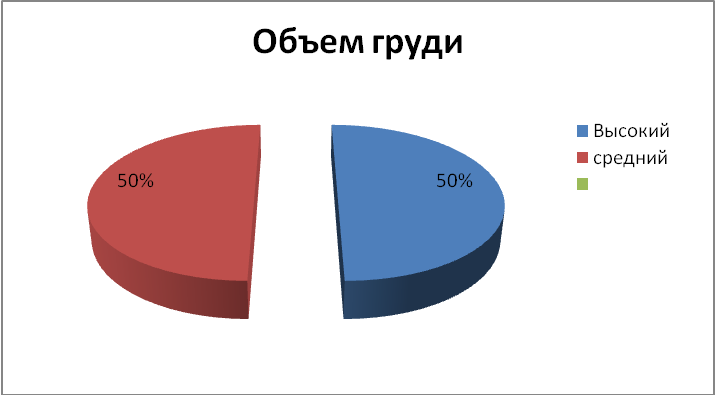 Объем груди
50%
50%
Высокий
средний